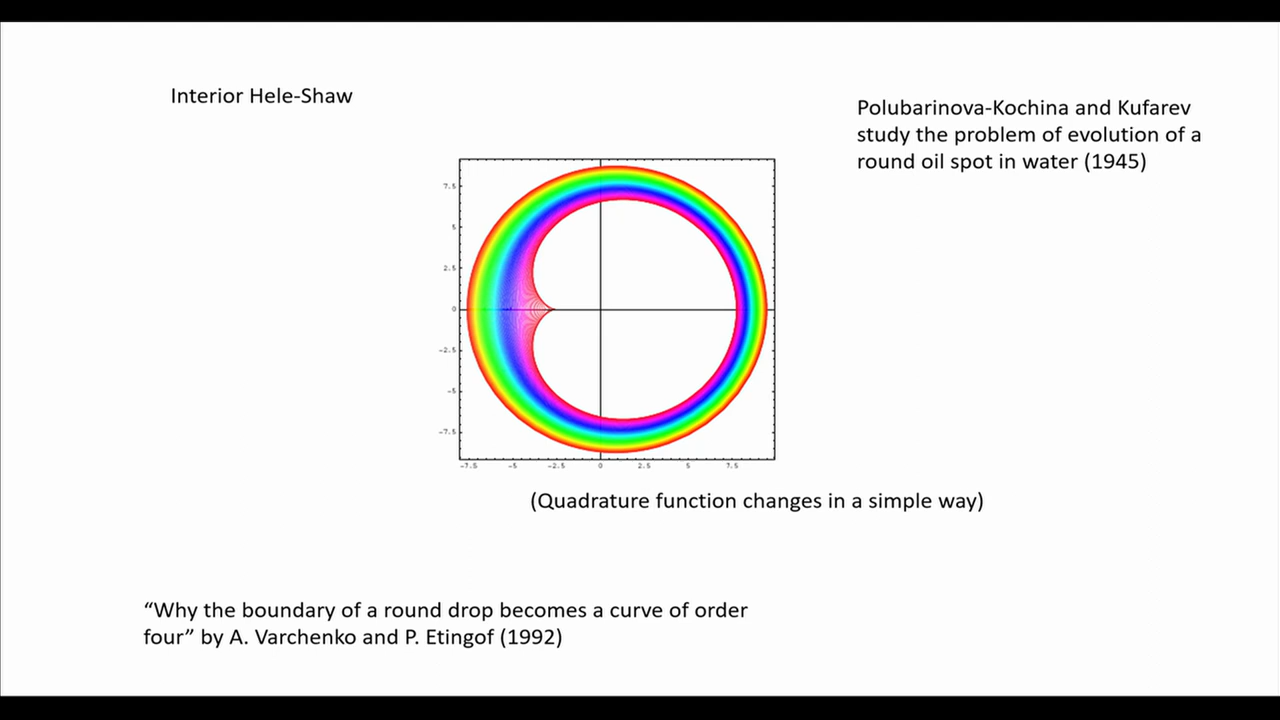 Interior Hele-Shaw
Polubarinova-Kochina and Kufarev
study the problem of evolution of a
round oil spot in water (1945)
7.5
5
2.5
0
−2.5
−5
−7.5
−7.5 −5 −2.5 0 2.5 5 7.5
(Quadrature function changes in a simple way)
“Why the boundary of a round drop becomes a curve of order
four” by A. Varchenko and P. Etingof (1992)